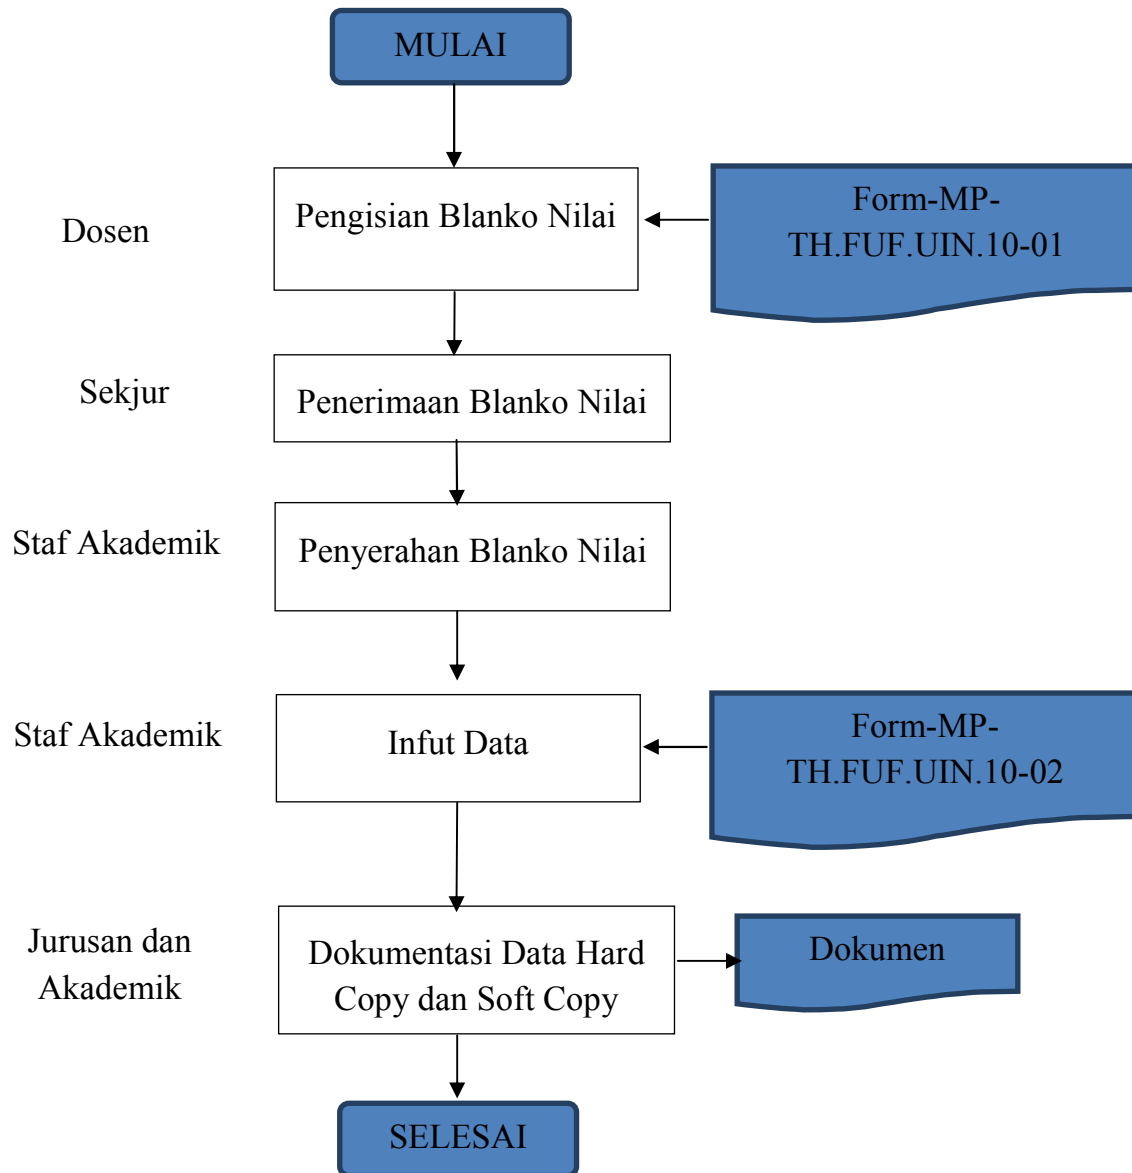 MULAI
Dosen
Pengisian Blanko Nilai
Form-MP-
TH.FUF.UIN.10-01
Sekjur
Penerimaan Blanko Nilai
Staf Akademik
Penyerahan Blanko Nilai
Staf Akademik
Infut Data
Form-MP-
TH.FUF.UIN.10-02
Jurusan dan
Akademik
Dokumentasi Data Hard
Copy dan Soft Copy
Dokumen
SELESAI